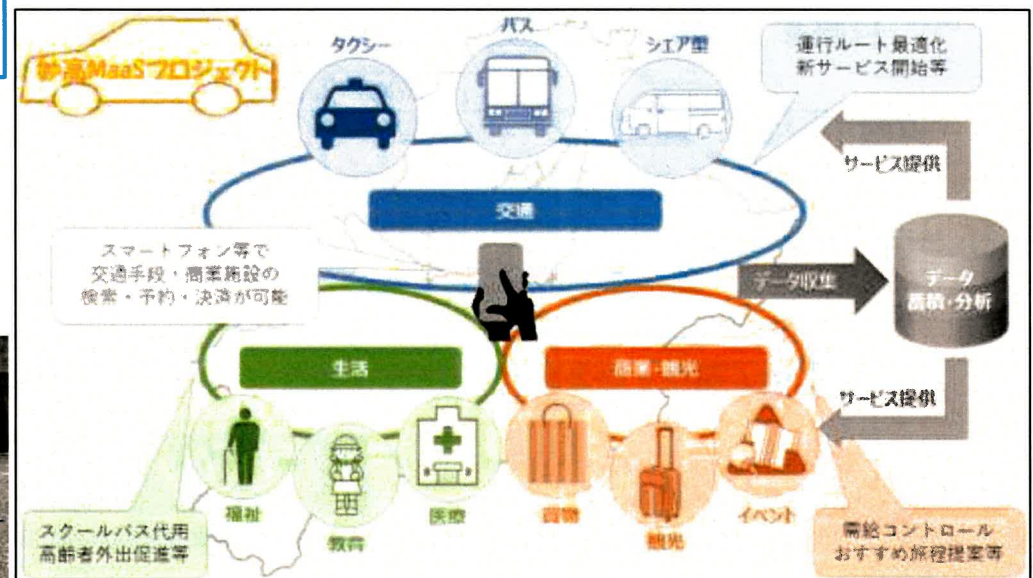 妙高MaaSプロジェクト
タクシー
バス
シェア型
運行ルート最適化
新サービス開始等
サービス提供
交通
スマートフォン等で
交通手段・商業施設の
検索・予約・決済が可能
データ収集
データ
蓄積・分析
生活
商業・観光
サービス提供
福祉
教育
医療
買物
観光
イベント
スクールバス代用
高齢者外出促進等
需給コントロール
おすすめ旅程提案等